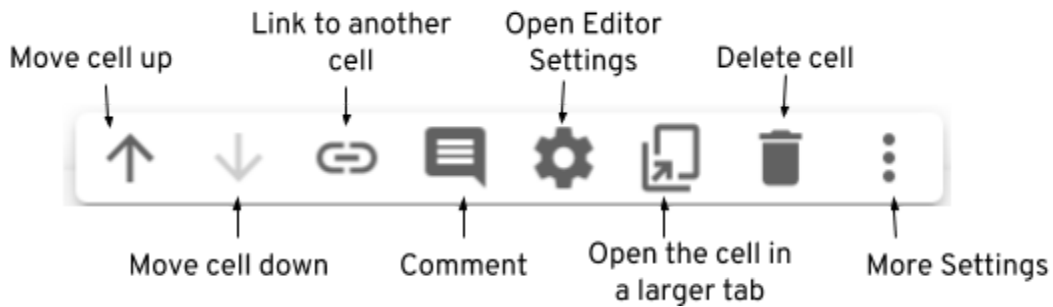 Move cell up
Link to another
cell
Open Editor
Settings
Delete cell
Move cell down
Comment
Open the cell in
a larger tab
More Settings